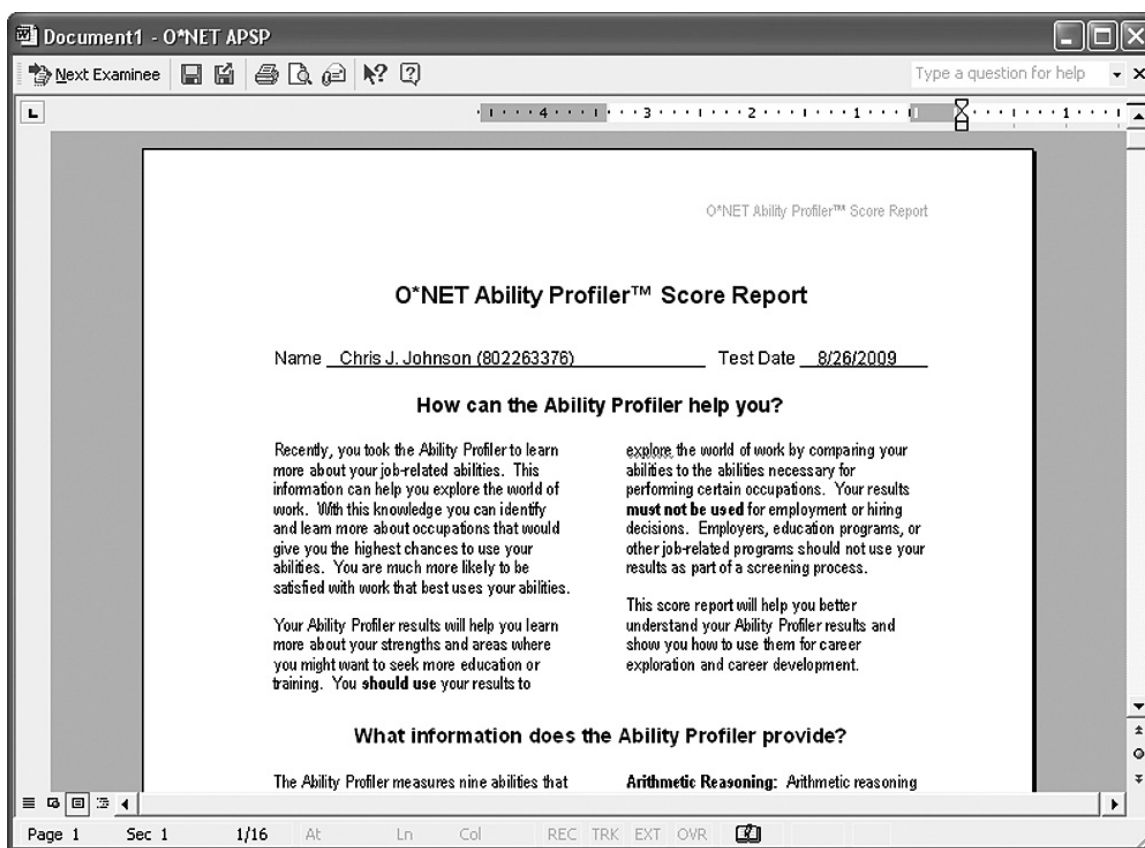 Document1 - O*NET APSP
Next Examinee
Type a question for help
4 3 2 1 1
O*NET Ability Profiler™ Score Report
O*NET Ability Profiler™ Score Report
Name Chris J. Johnson (802263376) Test Date 8/26/2009
How can the Ability Profiler help you?
Recently, you took the Ability Profiler to learn
more about your job-related abilities. This
information can help you explore the world of
work. With this knowledge you can identify
and learn more about occupations that would
give you the highest chances to use your
abilities. You are much more likely to be
satisfied with work that best uses your abilities.
Your Ability Profiler results will help you learn
more about your strengths and areas where
you might want to seek more education or
training. You should use your results to
explore the world of work by comparing your
abilities to the abilities necessary for
performing certain occupations. Your results
must not be used for employment or hiring
decisions. Employers, education programs, or
other job-related programs should not use your
results as part of a screening process.
This score report will help you better
understand your Ability Profiler results and
show you how to use them for career
exploration and career development.
What information does the Ability Profiler provide?
The Ability Profiler measures nine abilities that
Arithmetic Reasoning: Arithmetic reasoning
Page 1 Sec 1 1/16 At Ln Col REC TRK EXT OVR